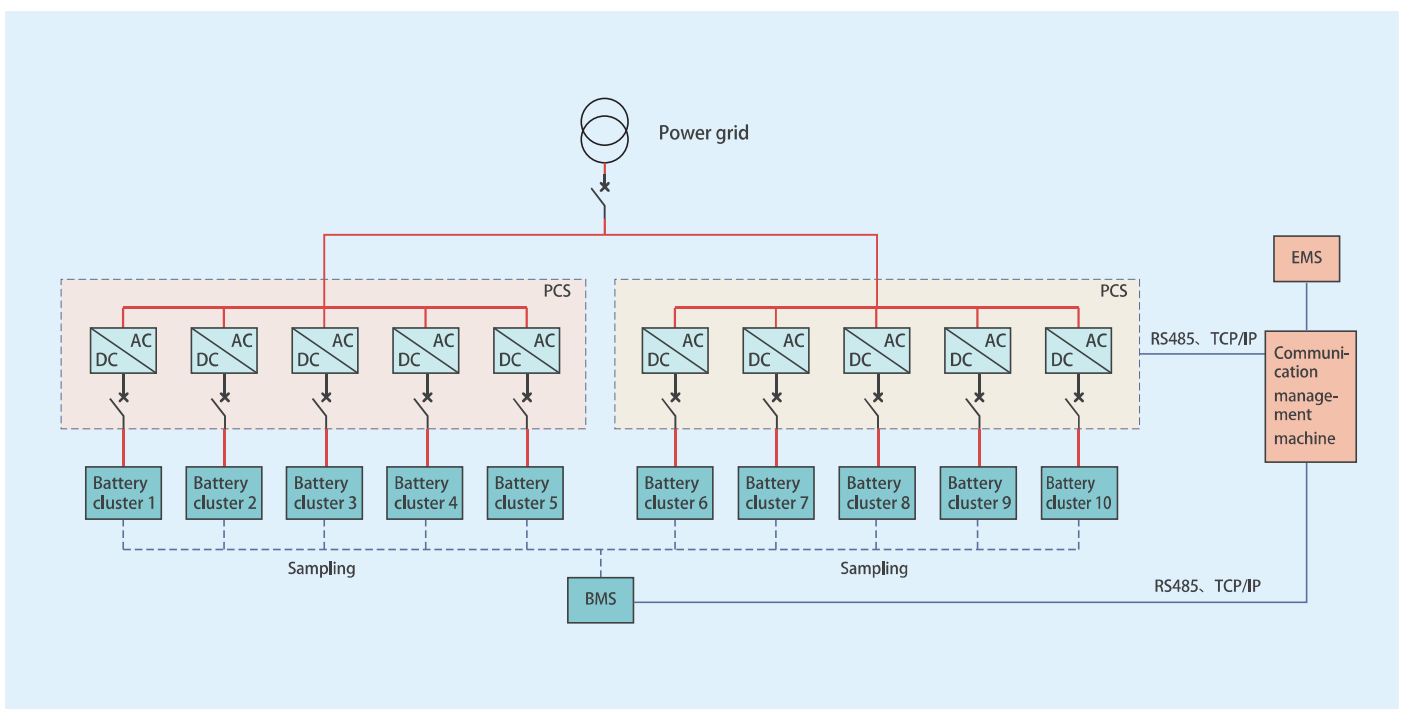 Power grid
EMS
PCS
PCS
AC
DC
AC
DC
AC
DC
AC
DC
AC
DC
AC
DC
AC
DC
AC
DC
AC
DC
AC
DC
RS485、TCP/IP
Communi-
cation
manage-
ment
machine
Battery
cluster 1
Battery
cluster 2
Battery
cluster 3
Battery
cluster 4
Battery
cluster 5
Battery
cluster 6
Battery
cluster 7
Battery
cluster 8
Battery
cluster 9
Battery
cluster 10
Sampling
Sampling
BMS
RS485、TCP/IP